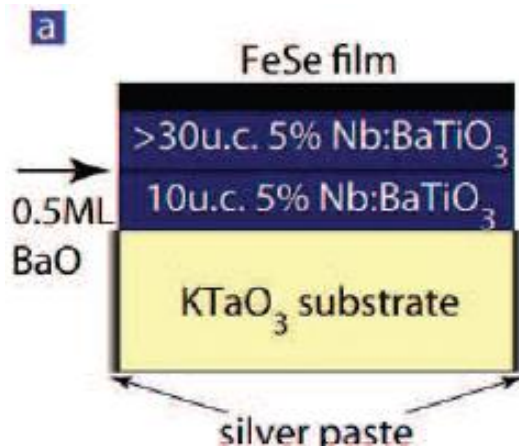 a
FeSe film
>30u.c. 5% Nb:BaTiO3
10u.c. 5% Nb:BaTiO3
0.5ML
BaO
KTaO3 substrate
silver paste